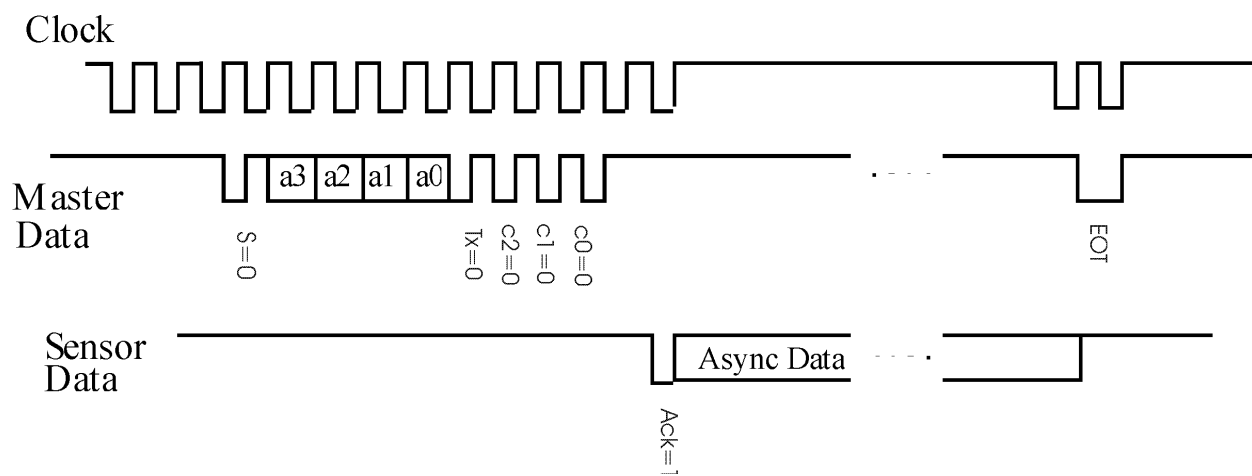 Clock
a3 a2 a1 a0
Master
Data
S=0
Tx=0
c2=0
c1=0
c0=0
EOT
Sensor
Data
Async Data
Ack=1